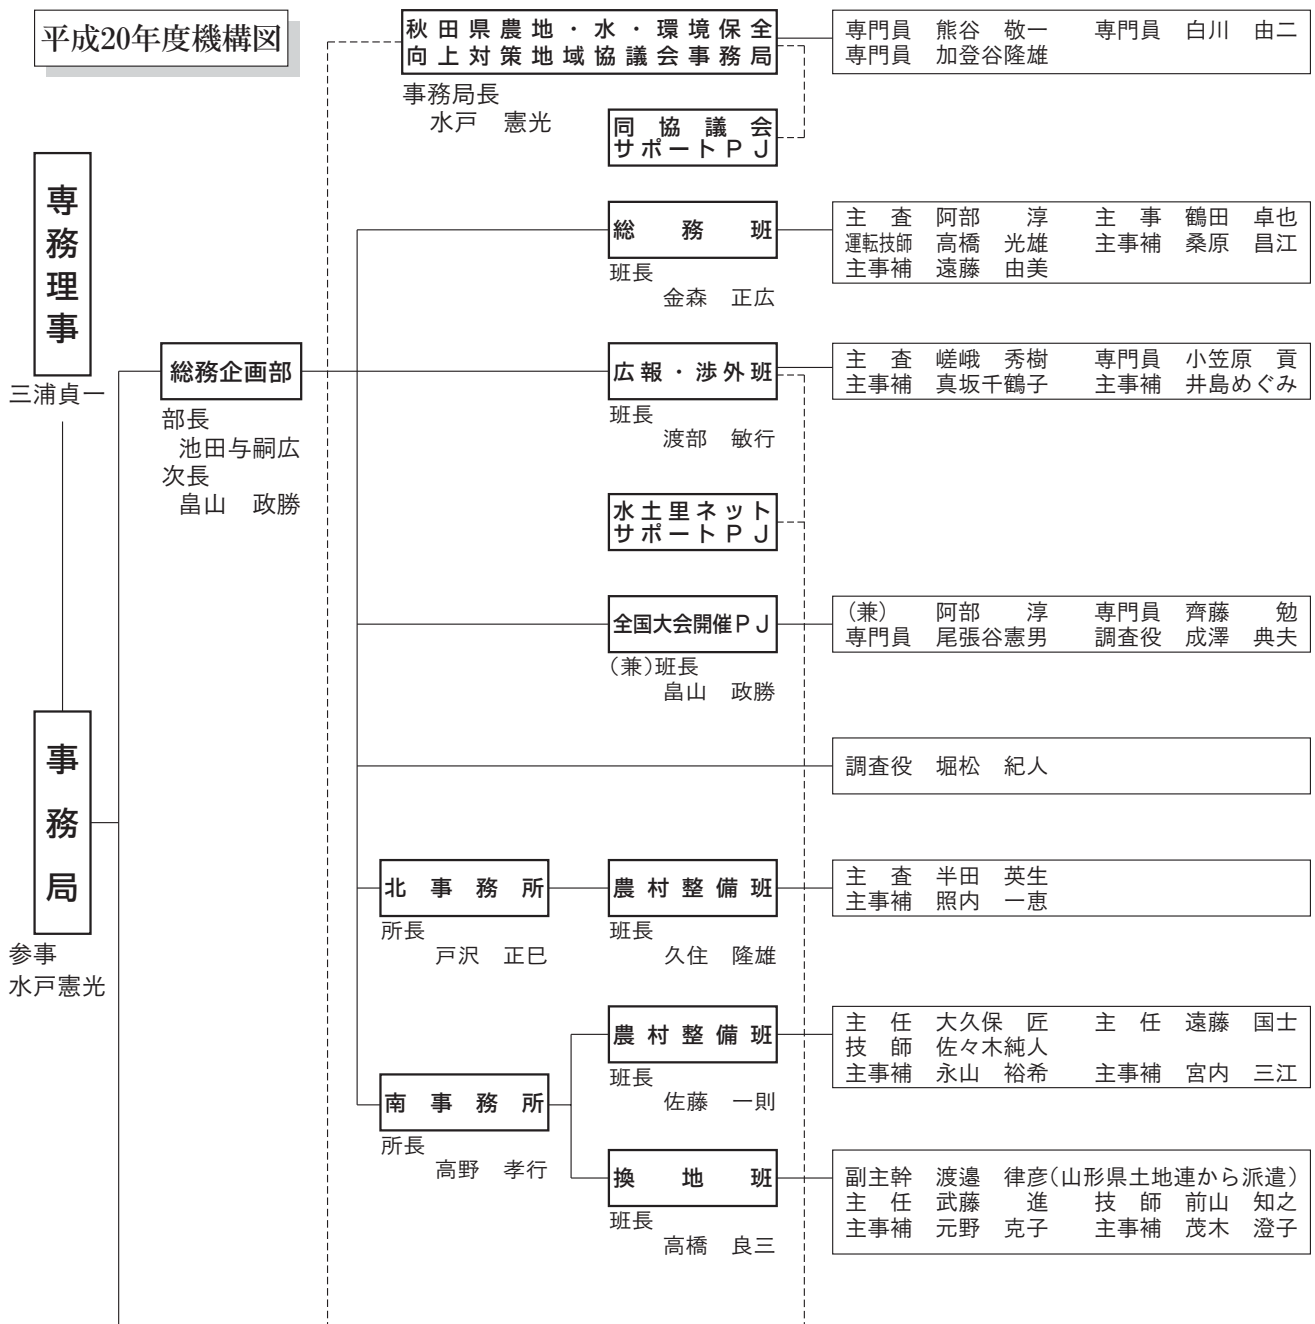 平成20年度機構図
秋田県農地・水・環境保全
向上対策地域協議会事務局
事務局長
水戸　憲光
専門員　熊谷　敬一　　専門員　白川　由二
専門員　加登谷隆雄
同協議会
サポートＰＪ
専務理事
三浦貞一
総務班
班長
金森　正広
主　査　阿部　　淳　　主　事　鶴田　卓也
運転技師　高橋　光雄　　主事補　桑原　昌江
主事補　遠藤　由美
総務企画部
部長
池田与嗣広
次長
畠山　政勝
広報・渉外班
班長
渡部　敏行
主　査　嵯峨　秀樹　　専門員　小笠原　貢
主事補　真坂千鶴子　　主事補　井島めぐみ
水土里ネット
サポートＰＪ
全国大会開催ＰＪ
(兼)班長
畠山　政勝
(兼)　　阿部　　淳　　専門員　齊藤　　勉
専門員　尾張谷憲男　　調査役　成澤　典夫
調査役　堀松　紀人
事務局
参事
水戸憲光
北事務所
所長
戸沢　正巳
農村整備班
班長
久住　隆雄
主　査　半田　英生
主事補　照内　一恵
南事務所
所長
高野　孝行
農村整備班
班長
佐藤　一則
主　任　大久保　匠　　主　任　遠藤　国士
技　師　佐々木純人
主事補　永山　裕希　　主事補　宮内　三江
換地班
班長
高橋　良三
副主幹　渡邉　律彦(山形県土地連から派遣)
主　任　武藤　　進　　技　師　前山　知之
主事補　元野　克子　　主事補　茂木　澄子